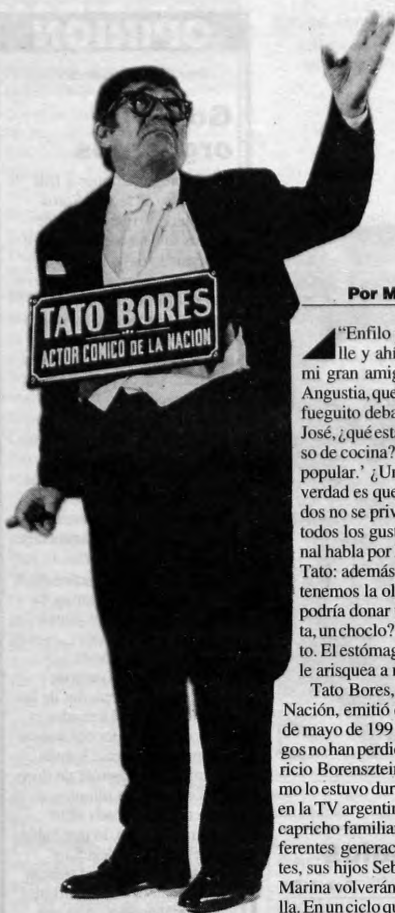 TATO BORES
ACTOR COMICO DE LA NACION
Por M
"Enfilo
lle y ahí
mi gran amig
Angustia, que
fueguito deba
José, ¿qué est
so de cocina?
popular.' ¿Un
verdad es que
dos no se priv
todos los gust
nal habla por
Tato: además
tenemos la ol
podría donar
ta, un choclo?
to. El estómag
le arisquea a
Tato Bores,
Nación, emitió
de mayo de 199
gos no han perdi
ricio Borensztein
mo lo estuvo dur
en la TV argentin
capricho familiar
ferentes generac
tes, sus hijos Seb
Marina volverán
lla. En un ciclo qu